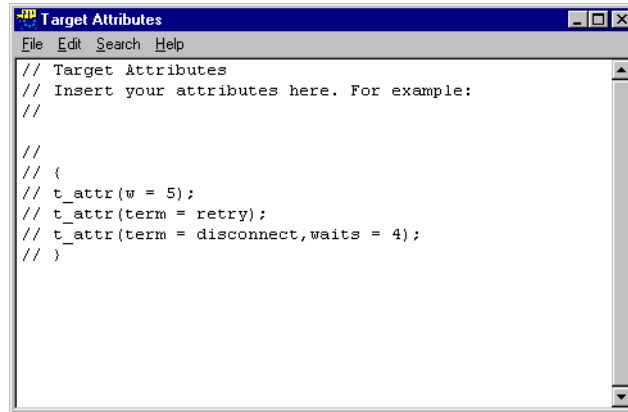 Target Attributes
File Edit Search Help
// Target Attributes
// Insert your attributes here. For example:
//
//
// {
// t_attr(w = 5);
// t_attr(term = retry);
// t_attr(term = disconnect,waits = 4);
// }